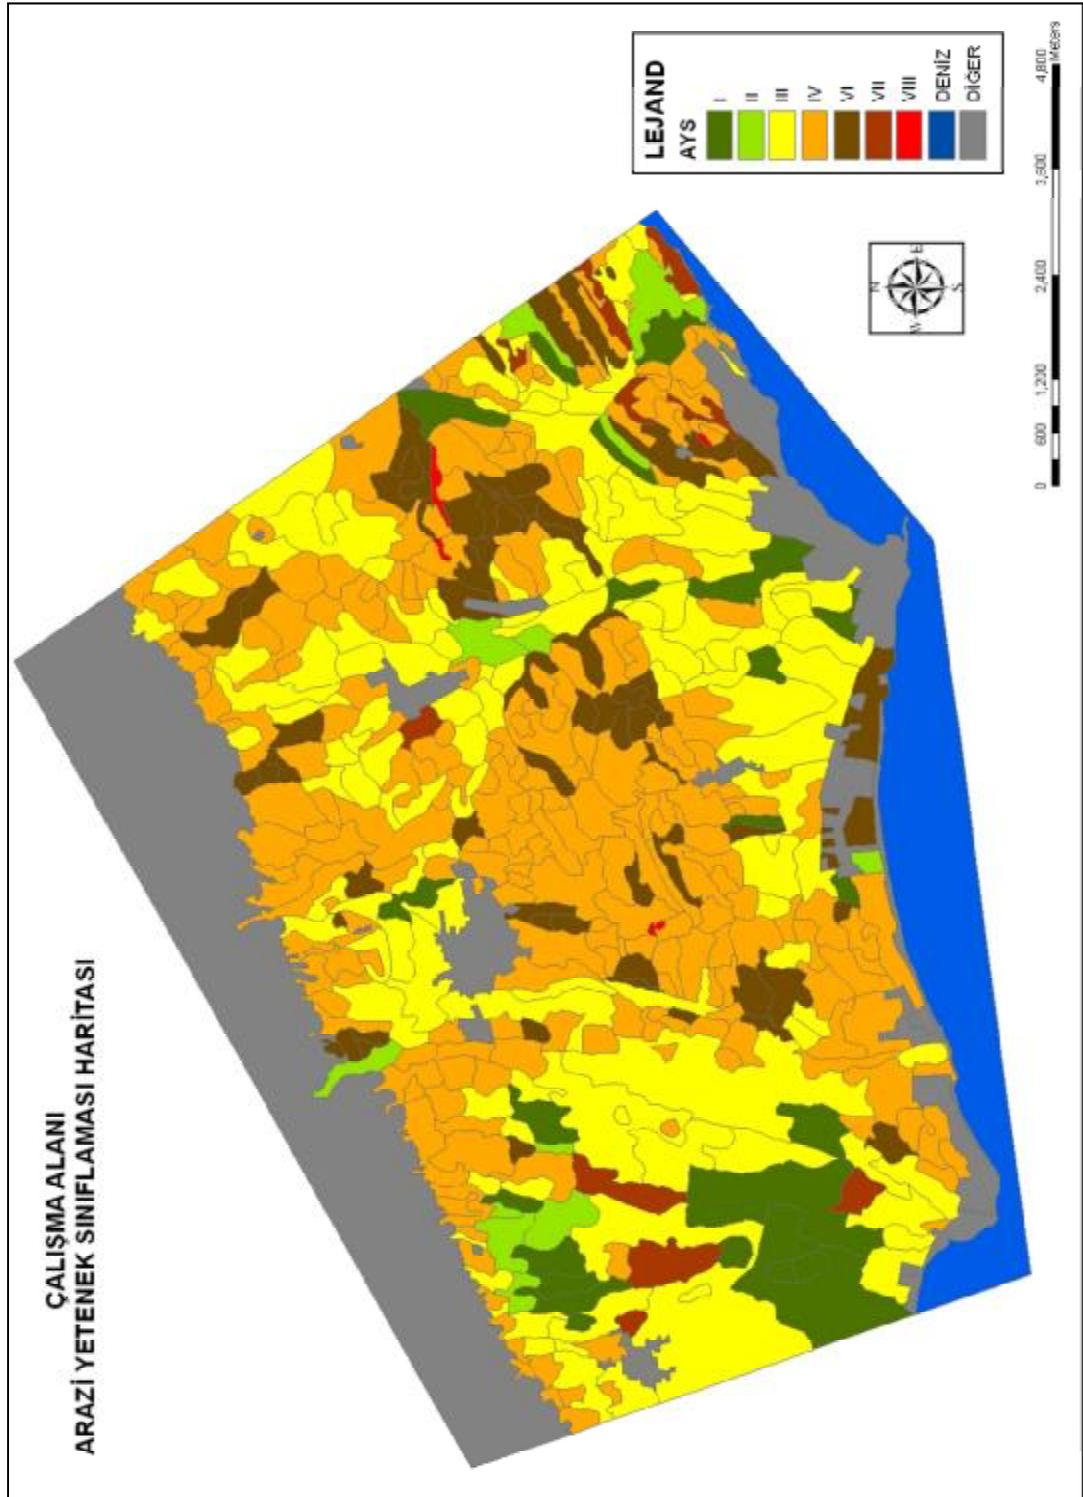 ÇALIŞMA ALANI
ARAZİ YETENEK SINIFLAMASI HARİTASI
LEJAND
AYS
I
II
III
IV
VI
VII
VIII
DENİZ
DİĞER
N
W E
S
0 600 1,200 2,400 3,600 4,800
Meters